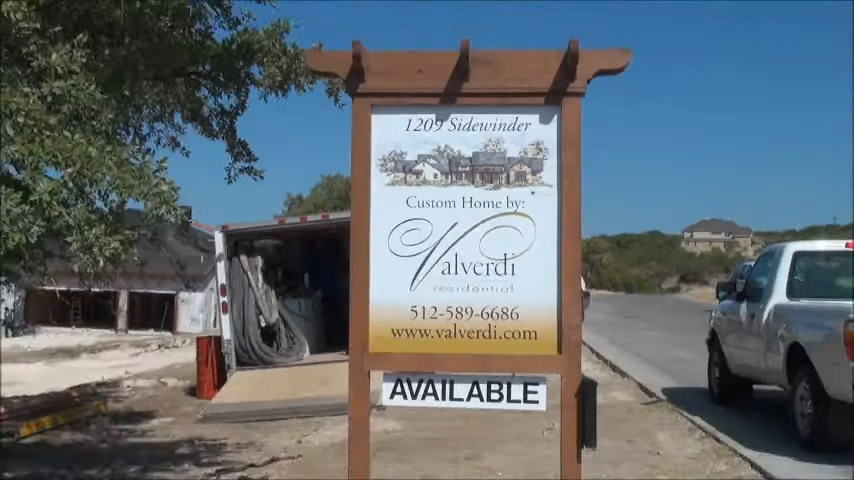 1209 Sidewinder
Custom Home by:
Valverdi
residential
512-589-6686
www.valverdi.com
AVAILABLE